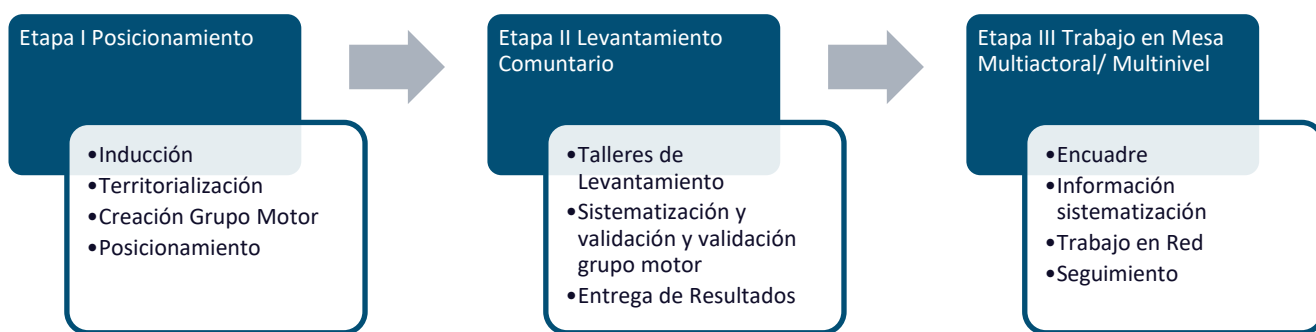 Etapa I Posicionamiento
•Inducción
•Territorialización
•Creación Grupo Motor
•Posicionamiento
Etapa II Levantamiento
Comuntario
•Talleres de
Levantamiento
•Sistematización y
validación y validación
grupo motor
•Entrega de Resultados
Etapa III Trabajo en Mesa
Multiactoral/ Multinivel
•Encuadre
•Información
sistematización
•Trabajo en Red
•Seguimiento